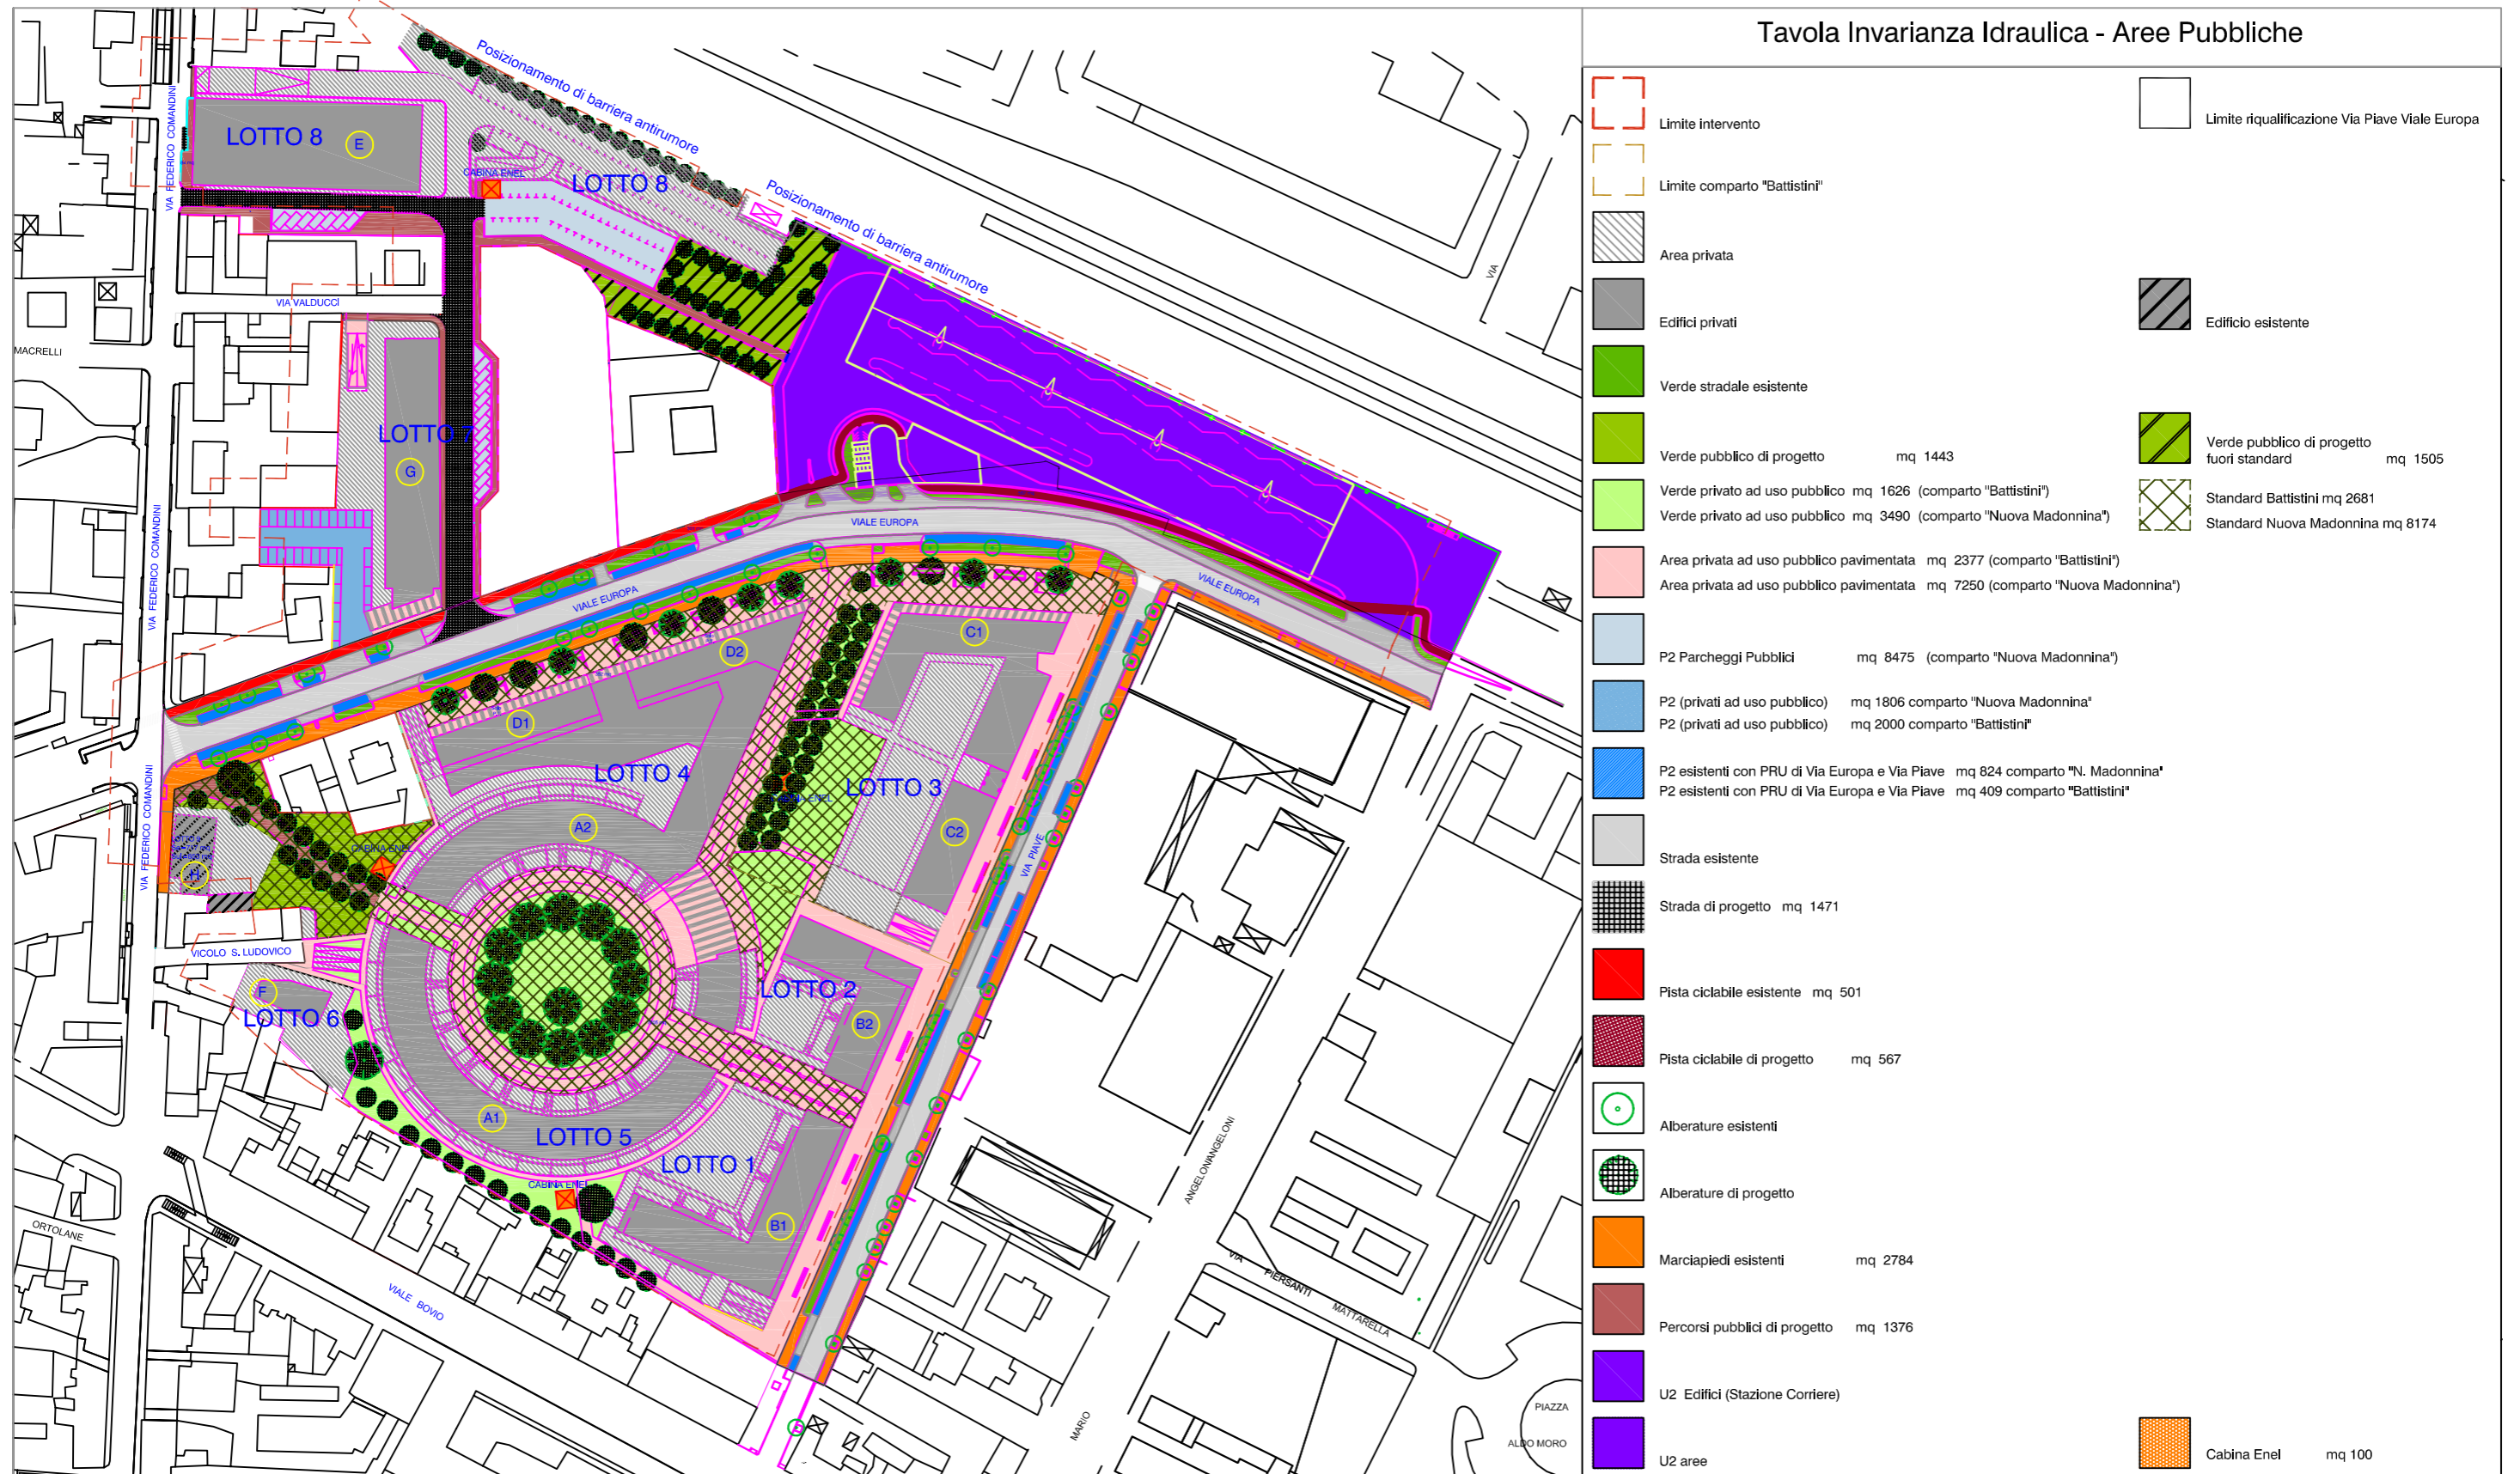 Tavola Invarianza Idraulica - Aree Pubbliche
Limite intervento
Limite riqualificazione Via Piave Viale Europa
Limite comparto "Battistini"
Area privata
Edifici privati
Edificio esistente
Verde stradale esistente
Verde pubblico di progetto mq 1443
Verde pubblico di progetto
fuori standard mq 1505
Verde privato ad uso pubblico mq 1626 (comparto "Battistini")
Verde privato ad uso pubblico mq 3490 (comparto "Nuova Madonnina")
Standard Battistini mq 2681
Standard Nuova Madonnina mq 8174
Area privata ad uso pubblico pavimentata mq 2377 (comparto "Battistini")
Area privata ad uso pubblico pavimentata mq 7250 (comparto "Nuova Madonnina")
P2 Parcheggi Pubblici mq 8475 (comparto "Nuova Madonnina")
P2 (privati ad uso pubblico) mq 1806 comparto "Nuova Madonnina"
P2 (privati ad uso pubblico) mq 2000 comparto "Battistini"
P2 esistenti con PRU di Via Europa e Via Piave mq 824 comparto "N. Madonnina"
P2 esistenti con PRU di Via Europa e Via Piave mq 409 comparto "Battistini"
Strada esistente
Strada di progetto mq 1471
Pista ciclabile esistente mq 501
Pista ciclabile di progetto mq 567
Alberature esistenti
Alberature di progetto
Marciapiedi esistenti mq 2784
Percorsi pubblici di progetto mq 1376
U2 Edifici (Stazione Corriere)
U2 aree
Cabina Enel mq 100
Posizionamento di barriera antirumore
Posizionamento di barriera antirumore
VIA FEDERICO COMANDINI
LOTTO 8
E
CABINA ENEL
LOTTO 8
VIA
VIA VALDUCCI
MACRELLI
LOTTO 7
G
VIA FEDERICO COMANDINI
VIALE EUROPA
VIALE EUROPA
VIALE EUROPA
C1
D2
D1
LOTTO 4
LOTTO 3
A2
C2
VIA PIAVE
VIA FEDERICO COMANDINI
CABINA ENEL
H
VICOLO S. LUDOVICO
F
LOTTO 6
LOTTO 2
B2
A1
LOTTO 5
LOTTO 1
CABINA ENEL
B1
ORTOLANE
VIALE BOVIO
ANGELONANGELONI
MARIO
VIA PIERSANTI MATTARELLA
PIAZZA
ALDO MORO